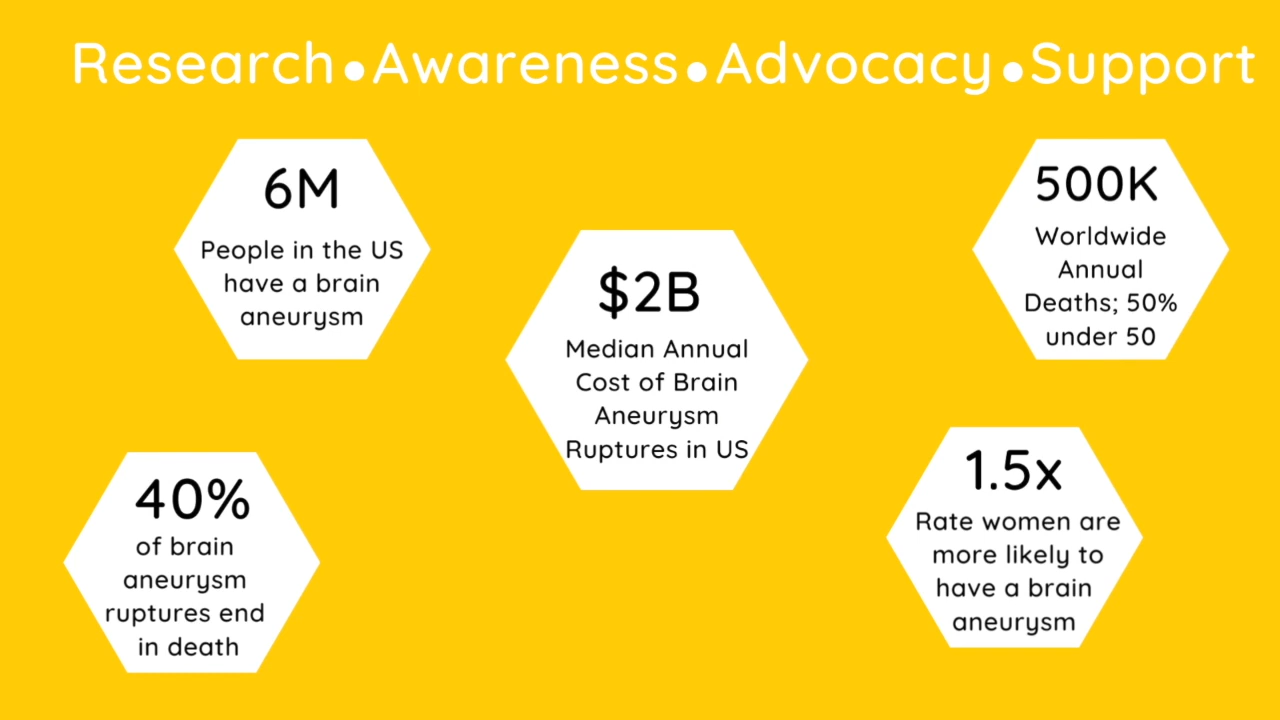 Research•Awareness•Advocacy•Support
6M
People in the US
have a brain
aneurysm
500K
Worldwide
Annual
Deaths; 50%
under 50
$2B
Median Annual
Cost of Brain
Aneurysm
Ruptures in US
40%
of brain
aneurysm
ruptures end
in death
1.5x
Rate women are
more likely to
have a brain
aneurysm